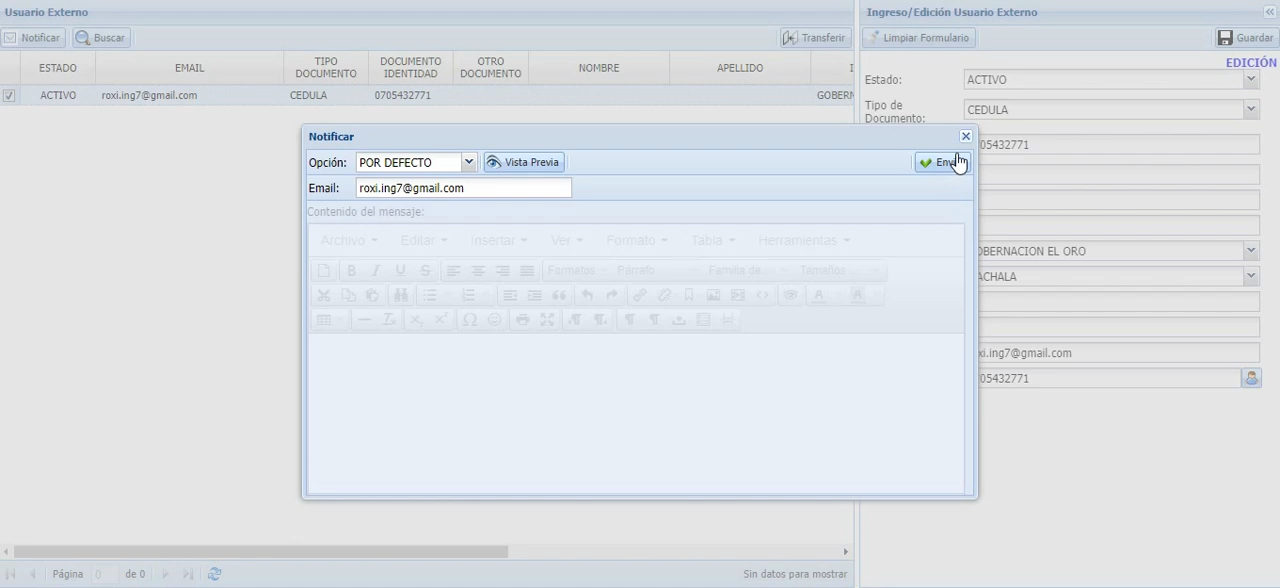 Usuario Externo
Notificar
Buscar
Transferir
ESTADO
EMAIL
TIPO DOCUMENTO
DOCUMENTO IDENTIDAD
OTRO DOCUMENTO
NOMBRE
APELLIDO
ACTIVO
roxi.ing7@gmail.com
CEDULA
0705432771
GOBERN
Página 0 de 0
Sin datos para mostrar
Notificar
Opción: POR DEFECTO
Vista Previa
Email: roxi.ing7@gmail.com
Contenido del mensaje:
Archivo Editar Insertar Ver Formato Tabla Herramientas
Formatos Párrafo Familia de Tamaños
Ingreso/Edición Usuario Externo
Limpiar Formulario
Guardar
EDICIÓN
Estado: ACTIVO
Tipo de Documento: CEDULA
05432771
OBERNACION EL ORO
ACHALA
xi.ing7@gmail.com
05432771